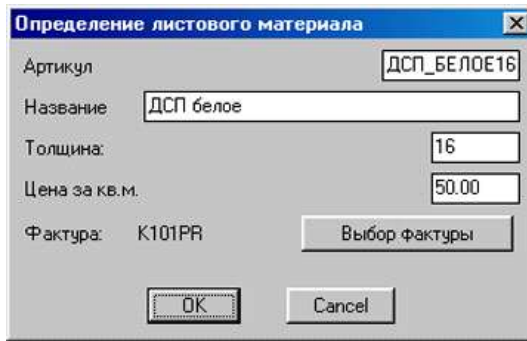 Определение листового материала
Артикул ДСП_БЕЛОЕ16
Название ДСП белое
Толщина: 16
Цена за кв.м. 50.00
Фактура: K101PR Выбор фактуры
OK Cancel